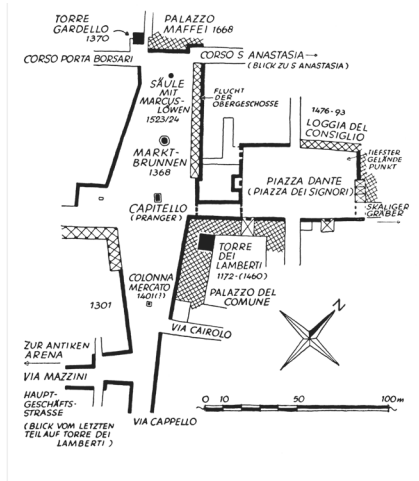 TORRE
GARDELLO
1370
PALAZZO
MAFFEI 1668
CORSO PORTA BORSARI
CORSO S ANASTASIA
(BLICK ZU S ANASTASIA)
SÄULE
MIT
MARCUS-
LÖWEN
1523/24
FLUCHT
DER
OBERGESCHOSSE
1476-93
LOGGIA DEL
CONSIGLIO
MARKT-
BRUNNEN
1368
TIEFSTER
GELÄNDE
PUNKT
PIAZZA DANTE
(PIAZZA DEI SIGNORI)
CAPITELLO
(PRANGER)
SKALIGER
GRÄBER
TORRE
DEI
LAMBERTI
1172-(1460)
PALAZZO DEL
COMUNE
COLONNA
MERCATO
1401(!)
1301
VIA CAIROLO
N
ZUR ANTIKEN
ARENA
VIA MAZZINI
HAUPT-
GESCHÄFTS-
STRASSE
(BLICK VOM LETZTEN
TEIL AUF TORRE DEI
LAMBERTI)
VIA CAPPELLO
0 10 50 100 m